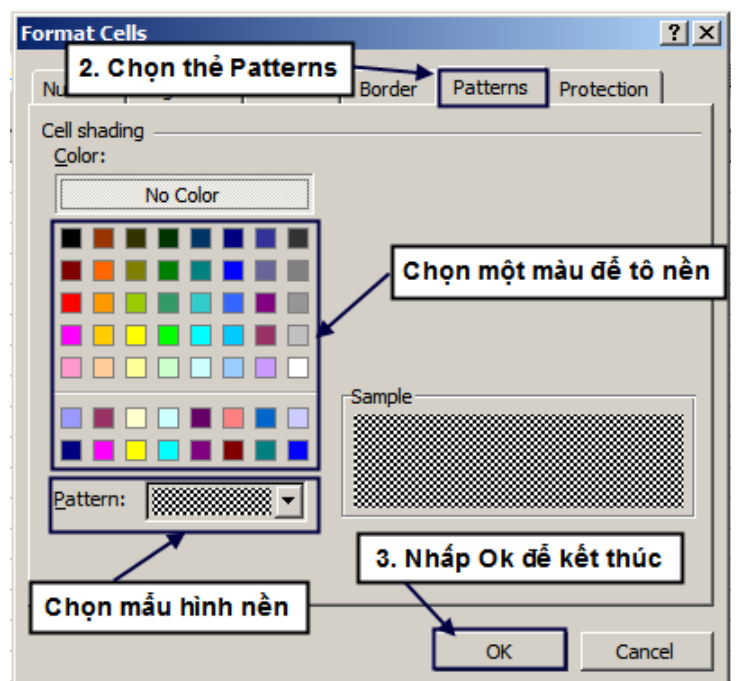 Format Cells
2. Chọn thẻ Patterns
Border Patterns Protection
Cell shading
Color:
No Color
Chọn một màu để tô nền
Sample
Pattern:
3. Nhấp Ok để kết thúc
Chọn mẫu hình nền
OK Cancel